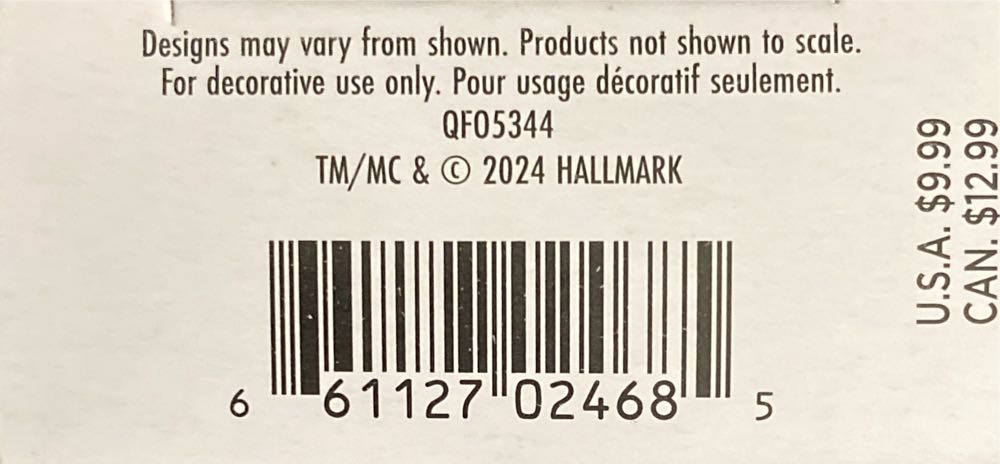 Designs may vary from shown. Products not shown to scale.
For decorative use only. Pour usage décoratif seulement.
QFO5344
TM/MC & © 2024 HALLMARK
6 61127 02468 5
U.S.A. $9.99
CAN. $12.99